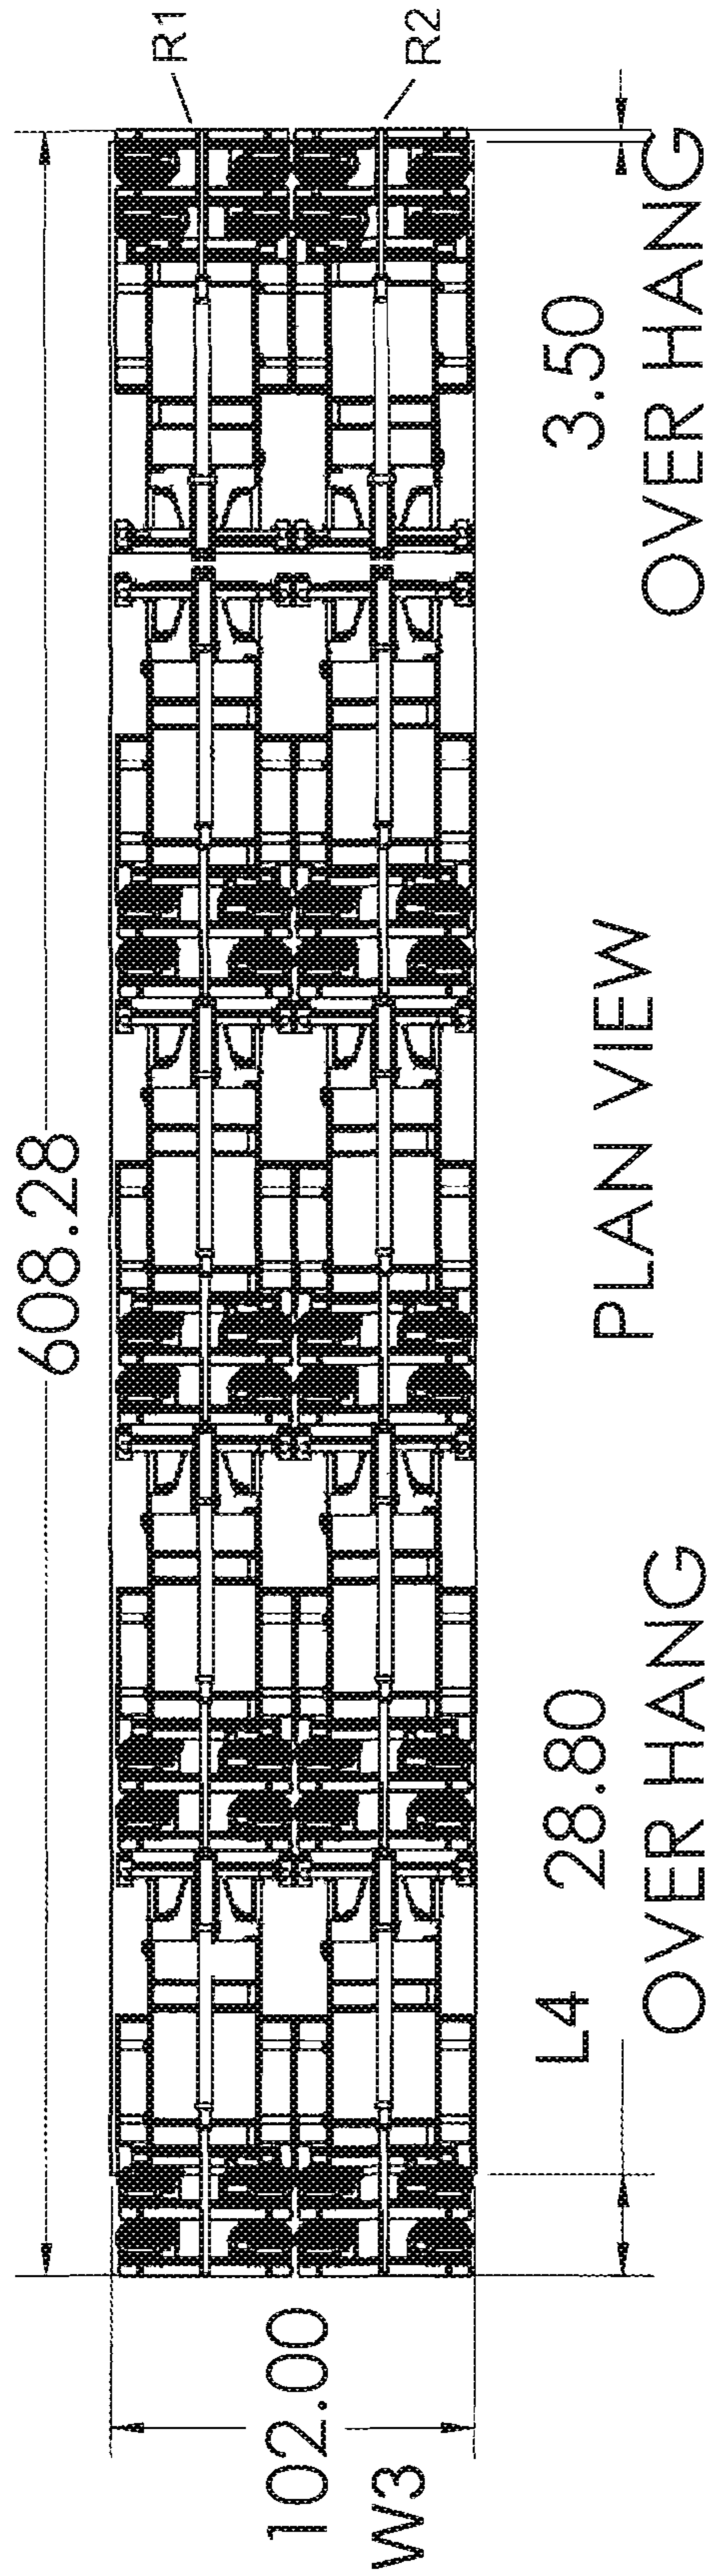 R1
R2
608.28
3.50
OVER HANG
PLAN VIEW
L4 28.80
OVER HANG
102.00
W3